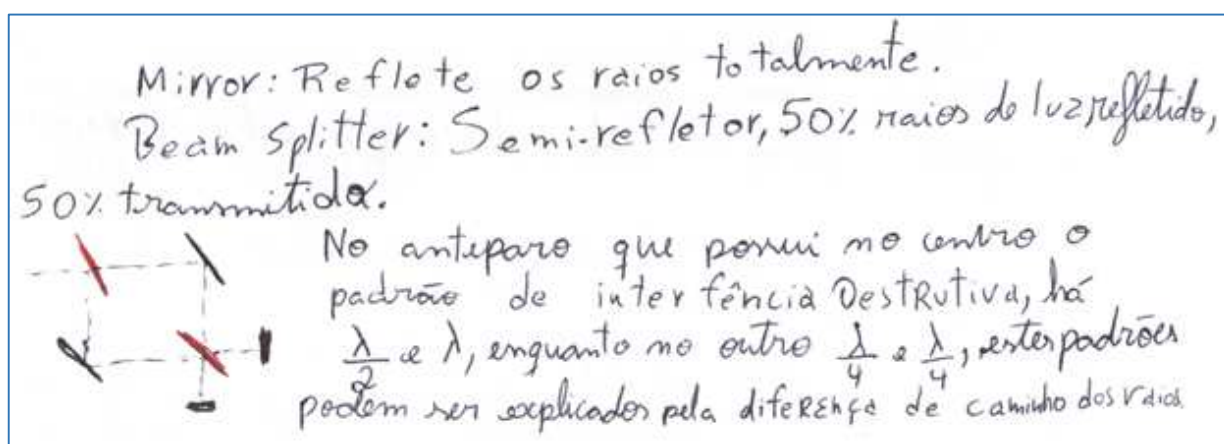 Mirror: Reflete os raios totalmente.
Beam splitter: Semi-refletor, 50% raios de luz refletido,
50% transmitida.
No anteparo que possui no centro o
padrão de interfência DestRutiva, há
λ/2 e λ, enquanto no outro λ/4 e λ/4, estes padrões
podem ser explicados pela difeRença de caminho dos raios.